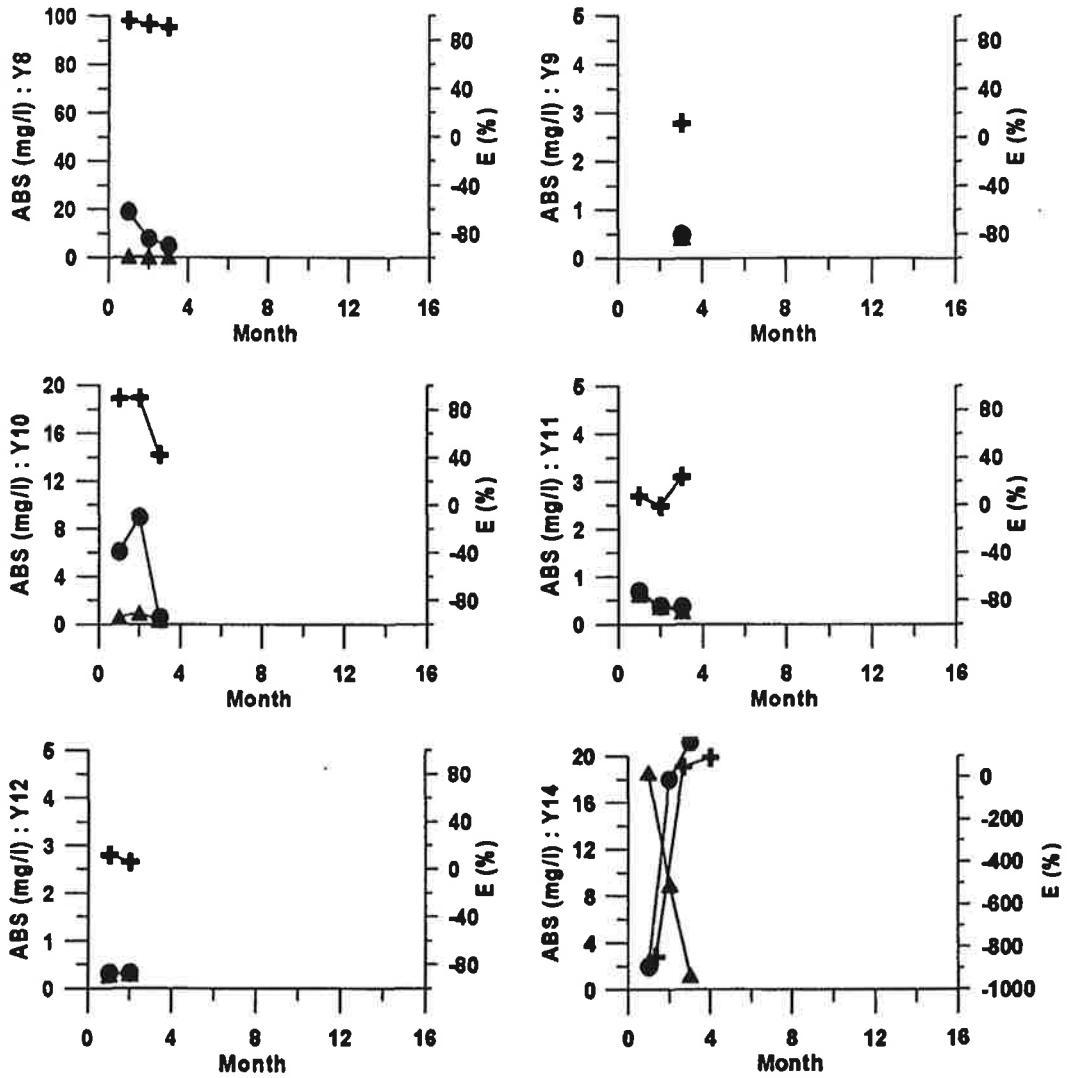 ABS (mg/l) : Y8
100
80
60
40
20
0
80
40
0
-40
-80
E (%)
0 4 8 12 16
Month
ABS (mg/l) : Y9
5
4
3
2
1
0
80
40
0
-40
-80
E (%)
0 4 8 12 16
Month
ABS (mg/l) : Y10
20
16
12
8
4
0
80
40
0
-40
-80
E (%)
0 4 8 12 16
Month
ABS (mg/l) : Y11
5
4
3
2
1
0
80
40
0
-40
-80
E (%)
0 4 8 12 16
Month
ABS (mg/l) : Y12
5
4
3
2
1
0
80
40
0
-40
-80
E (%)
0 4 8 12 16
Month
ABS (mg/l) : Y14
20
16
12
8
4
0
0
-200
-400
-600
-800
-1000
E (%)
0 4 8 12 16
Month